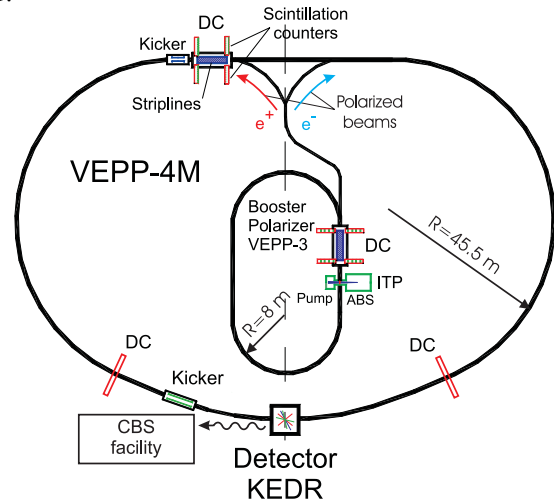 DC
Scintillation
counters
Kicker
Striplines
e+
e-
Polarized
beams
VEPP-4M
Booster
Polarizer
VEPP-3
DC
R=45.5 m
ITP
Pump
ABS
R=8 m
DC
DC
Kicker
CBS
facility
Detector
KEDR